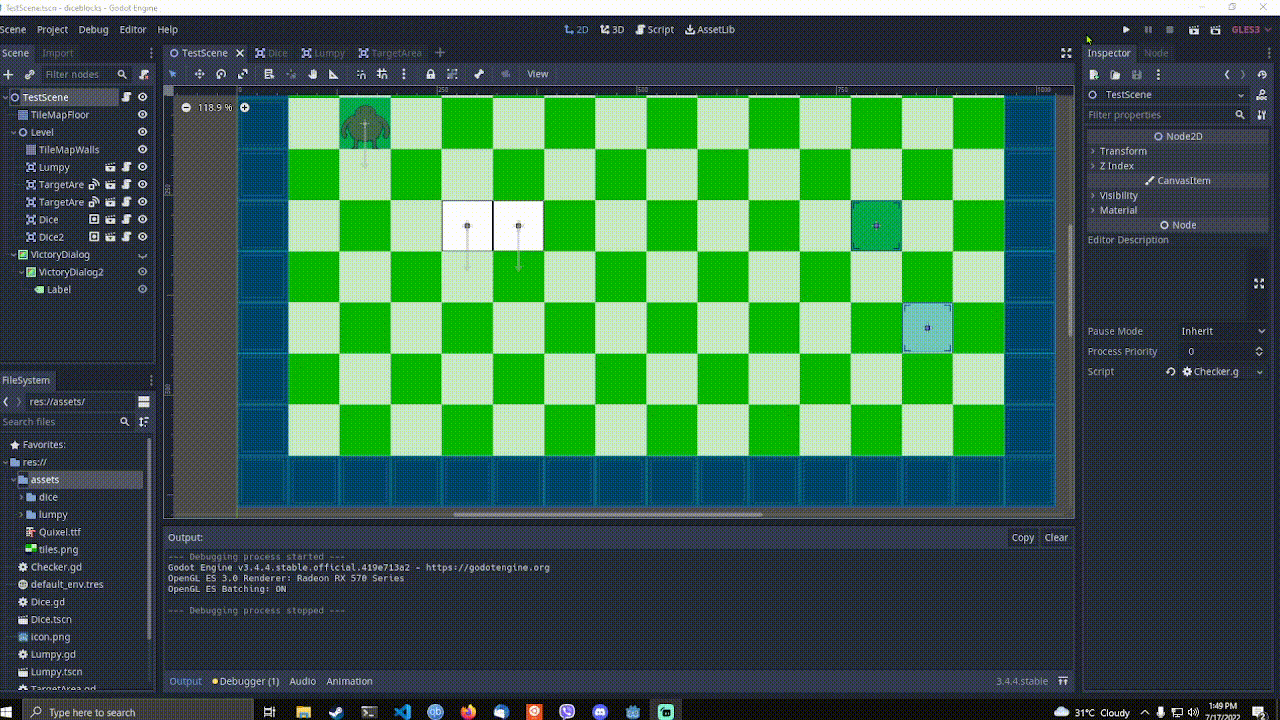 TestScene.tscn - diceblocks - Godot Engine
Scene Project Debug Editor Help
2D 3D Script AssetLib
GLES3
Scene Import
TestScene Dice Lumpy TargetArea
Inspector Node
Filter nodes
View
TestScene
TileMapFloor
Level
TileMapWalls
Lumpy
TargetAre
TargetAre
Dice
Dice2
VictoryDialog
VictoryDialog2
Label
0 250 500 750 1000
118.9 %
250
500
TestScene
Filter properties
Node2D
Transform
Z Index
CanvasItem
Visibility
Material
Node
Editor Description
Pause Mode Inherit
Process Priority 0
Script Checker.g
FileSystem
res://assets/
Search files
Favorites:
res://
assets
dice
lumpy
Quixel.ttf
tiles.png
Checker.gd
default_env.tres
Dice.gd
Dice.tscn
icon.png
Lumpy.gd
Lumpy.tscn
TargetArea.gd
Output:
Copy Clear
--- Debugging process started ---
Godot Engine v3.4.4.stable.official.419e713a2 - https://godotengine.org
OpenGL ES 3.0 Renderer: Radeon RX 570 Series
OpenGL ES Batching: ON
--- Debugging process stopped ---
Output Debugger (1) Audio Animation
3.4.4.stable
Type here to search
31°C Cloudy
1:49 PM
7/17/2022